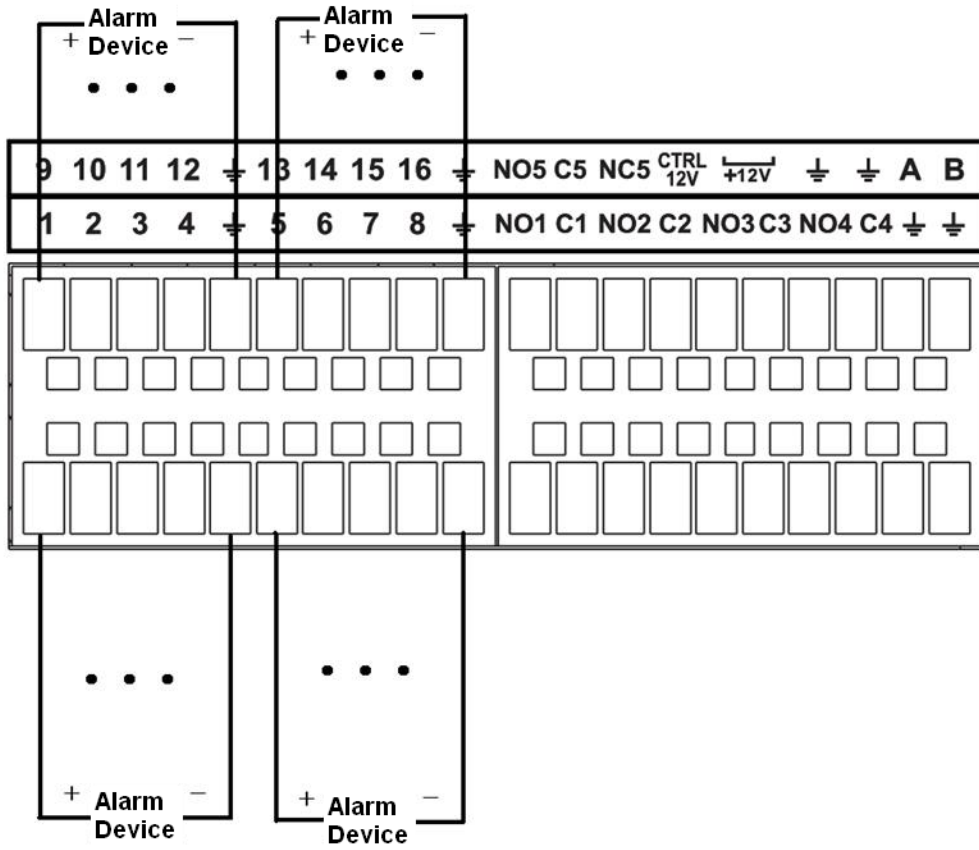 Alarm
+ Device −
Alarm
+ Device −
9 10 11 12 ⏚ 13 14 15 16 ⏚ NO5 C5 NC5 CTRL 12V +12V ⏚ ⏚ A B
1 2 3 4 ⏚ 5 6 7 8 ⏚ NO1 C1 NO2 C2 NO3 C3 NO4 C4 ⏚ ⏚
+ Alarm −
Device
+ Alarm −
Device